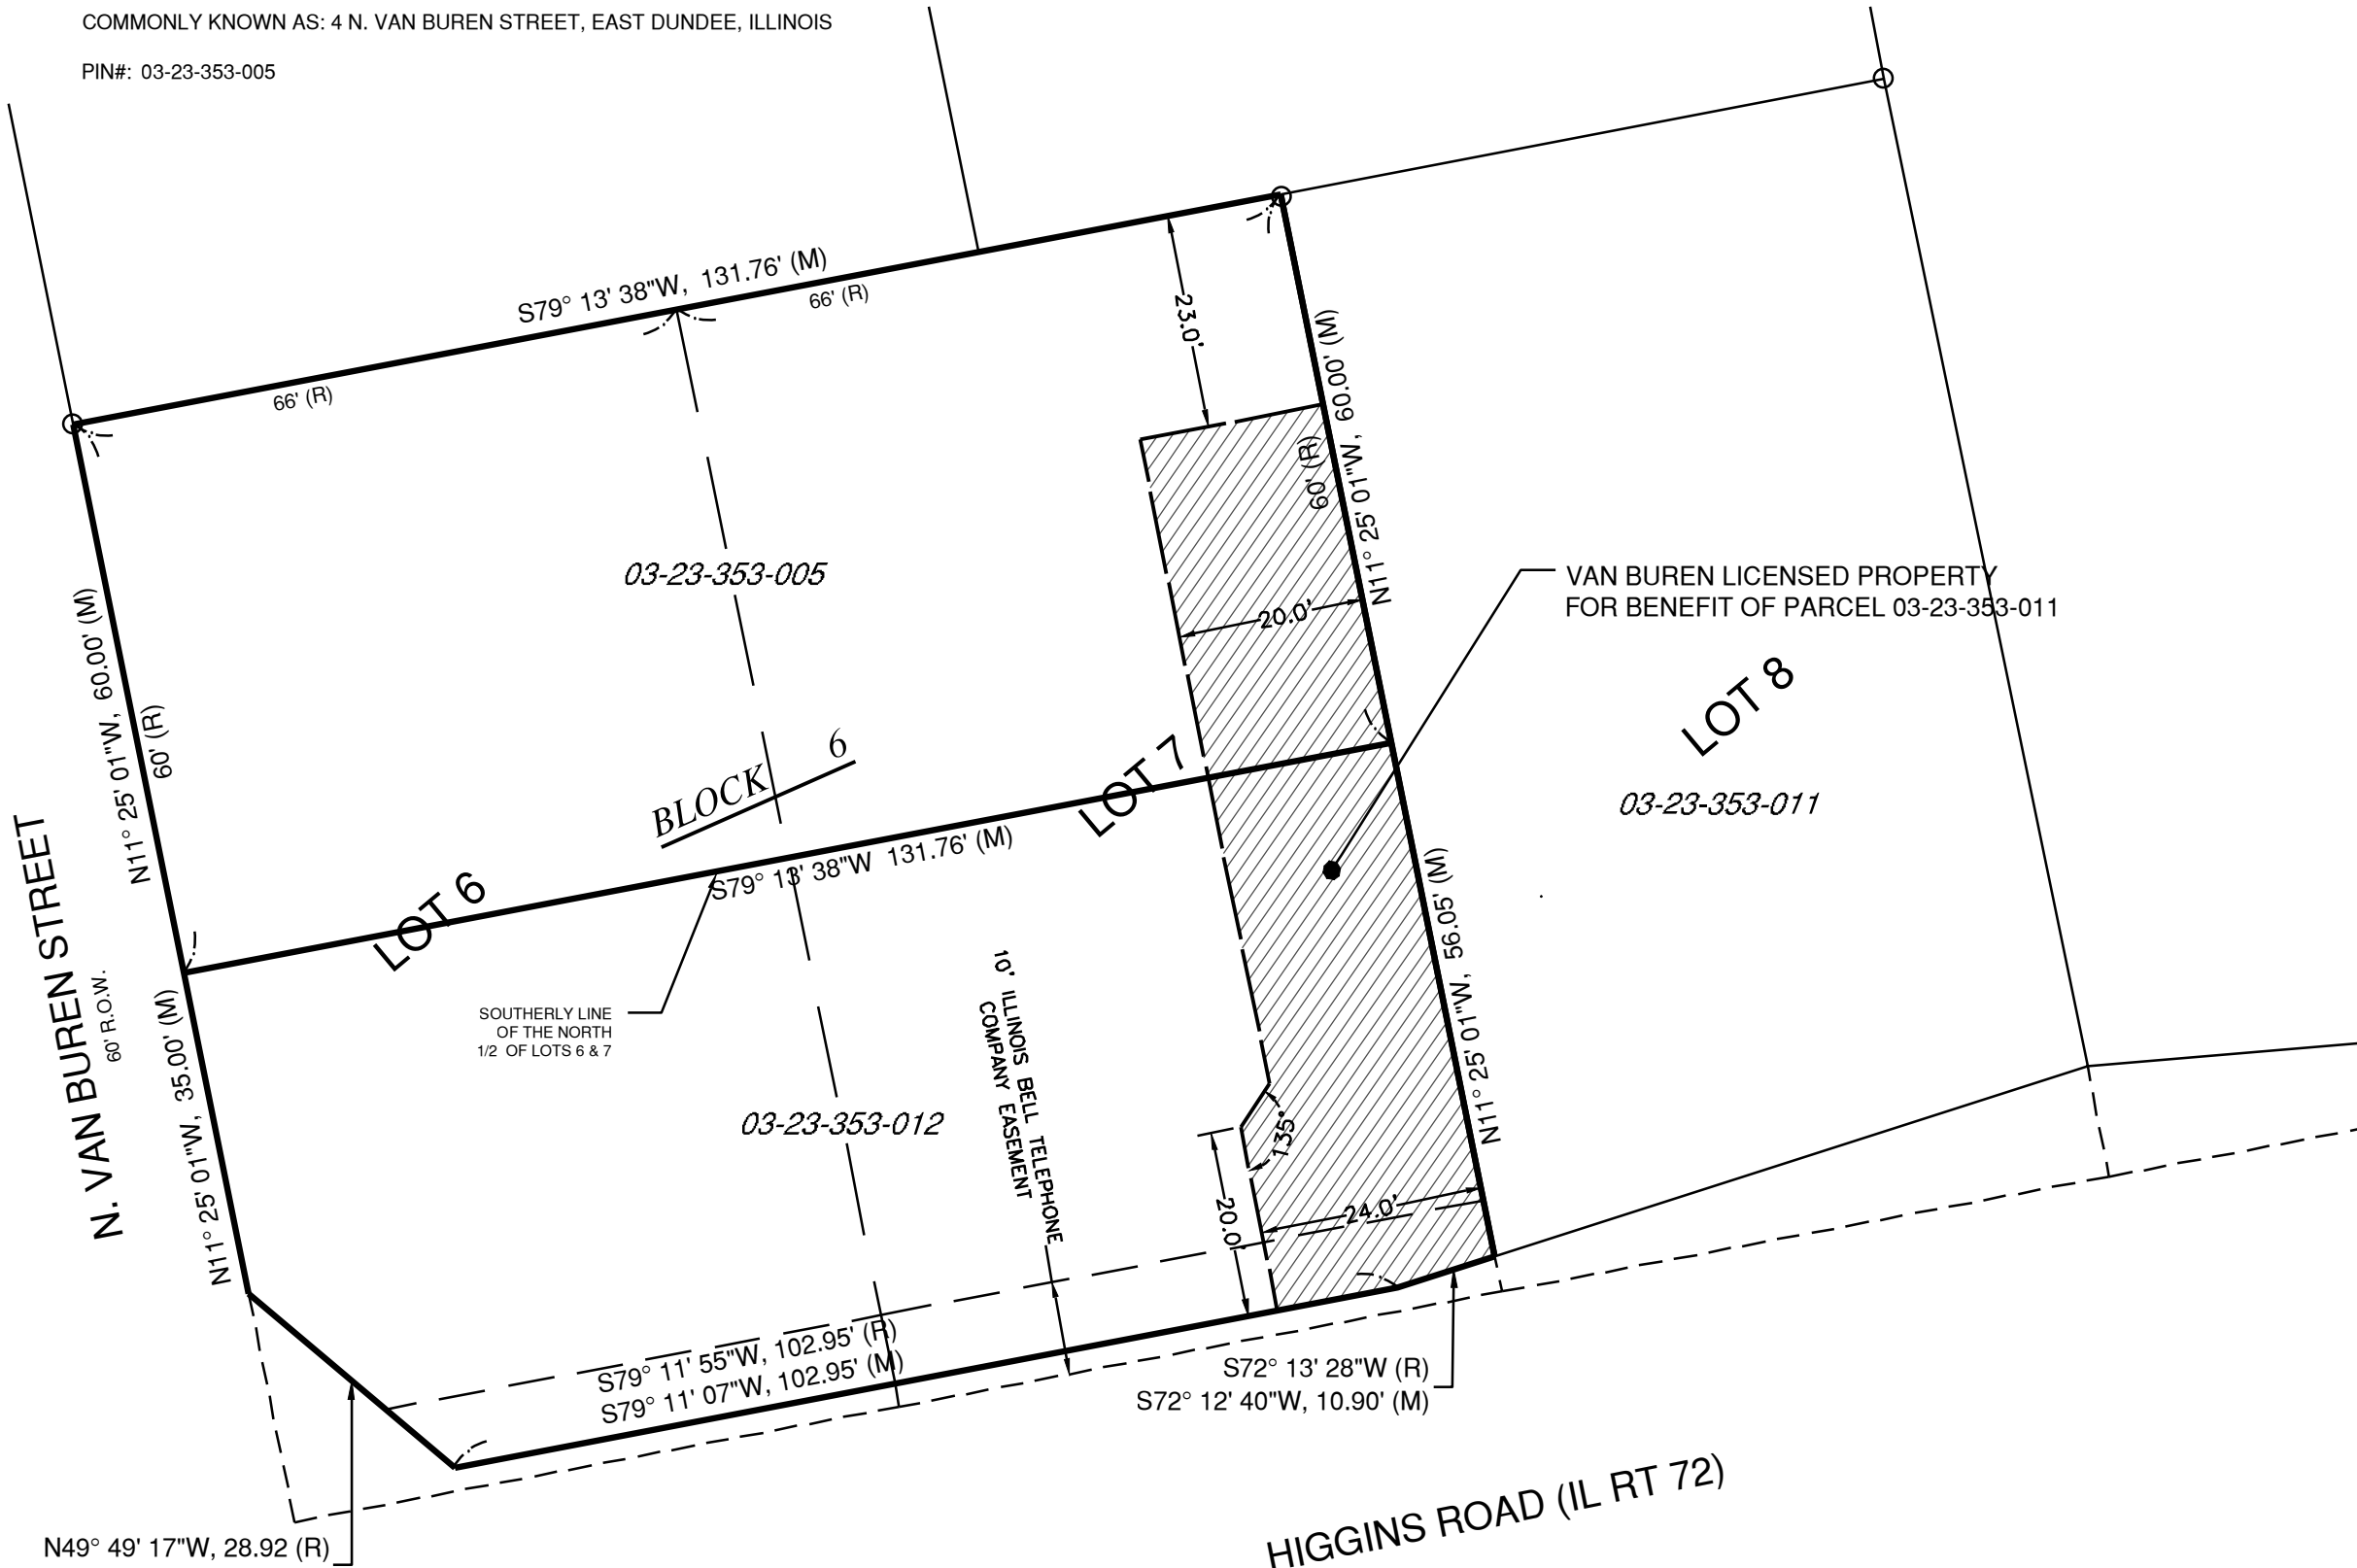 COMMONLY KNOWN AS: 4 N. VAN BUREN STREET, EAST DUNDEE, ILLINOIS
PIN#: 03-23-353-005
S79° 13' 38"W, 131.76' (M)
66' (R)
66' (R)
23.0'
N11° 25' 01"W, 60.00' (M)
60' (R)
03-23-353-005
VAN BUREN LICENSED PROPERTY
FOR BENEFIT OF PARCEL 03-23-353-011
20.0'
N11° 25' 01"W, 60.00' (M)
60' (R)
LOT 8
03-23-353-011
BLOCK 6
LOT 7
S79° 13' 38"W 131.76' (M)
LOT 6
N. VAN BUREN STREET
60' R.O.W.
N11° 25' 01"W, 35.00' (M)
SOUTHERLY LINE
OF THE NORTH
1/2 OF LOTS 6 & 7
10' ILLINOIS BELL TELEPHONE
COMPANY EASEMENT
N11° 25' 01"W, 56.05' (M)
03-23-353-012
135°
20.0'
24.0'
S79° 11' 55"W, 102.95' (R)
S79° 11' 07"W, 102.95' (M)
S72° 13' 28"W (R)
S72° 12' 40"W, 10.90' (M)
N49° 49' 17"W, 28.92 (R)
HIGGINS ROAD (IL RT 72)